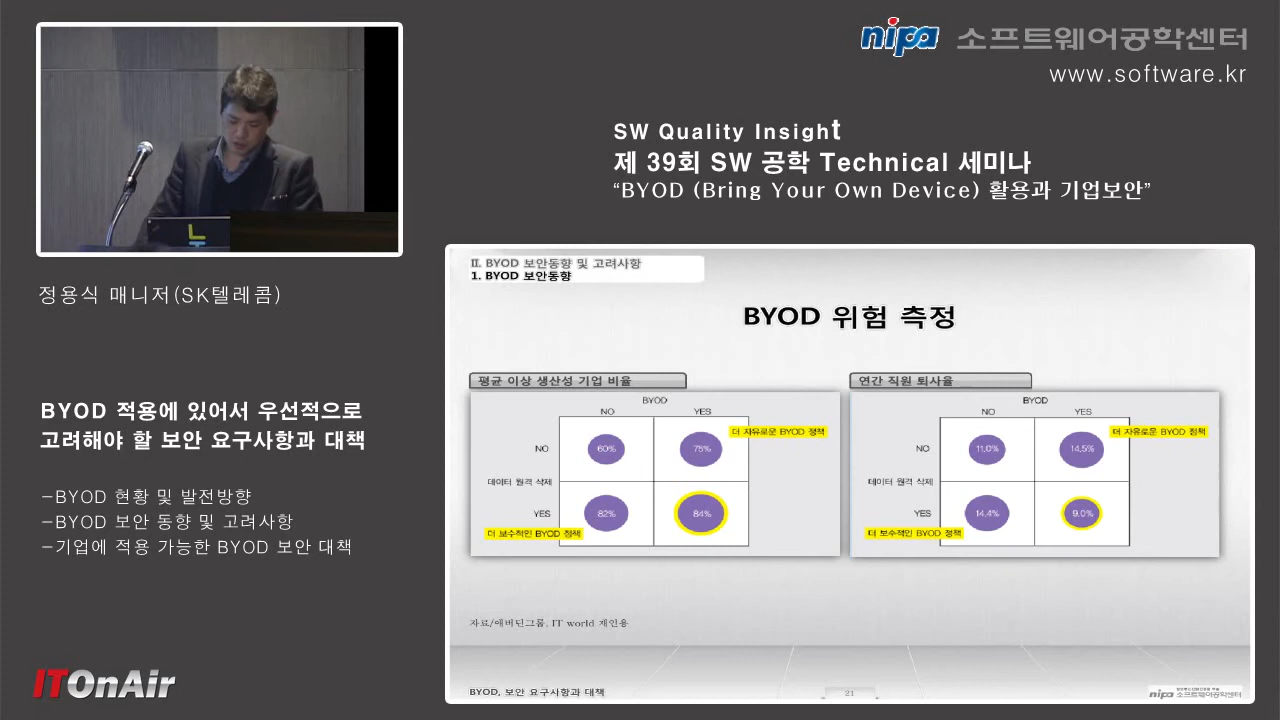 nipa 소프트웨어공학센터
www.software.kr
SW Quality Insight
제 39회 SW 공학 Technical 세미나
“BYOD (Bring Your Own Device) 활용과 기업보안”
정용식 매니저(SK텔레콤)
BYOD 적용에 있어서 우선적으로
고려해야 할 보안 요구사항과 대책
-BYOD 현황 및 발전방향
-BYOD 보안 동향 및 고려사항
-기업에 적용 가능한 BYOD 보안 대책
ITOnAir
II. BYOD 보안동향 및 고려사항
1. BYOD 보안동향
BYOD 위험 측정
평균 이상 생산성 기업 비율
BYOD
NO YES
더 자유로운 BYOD 정책
NO 60% 75%
데이터 원격 삭제
YES 82% 84%
더 보수적인 BYOD 정책
연간 직원 퇴사율
BYOD
NO YES
더 자유로운 BYOD 정책
NO 11.0% 14.5%
데이터 원격 삭제
YES 14.4% 9.0%
더 보수적인 BYOD 정책
자료/애버딘그룹, IT world 재인용
BYOD, 보안 요구사항과 대책
21
nipa 소프트웨어공학센터